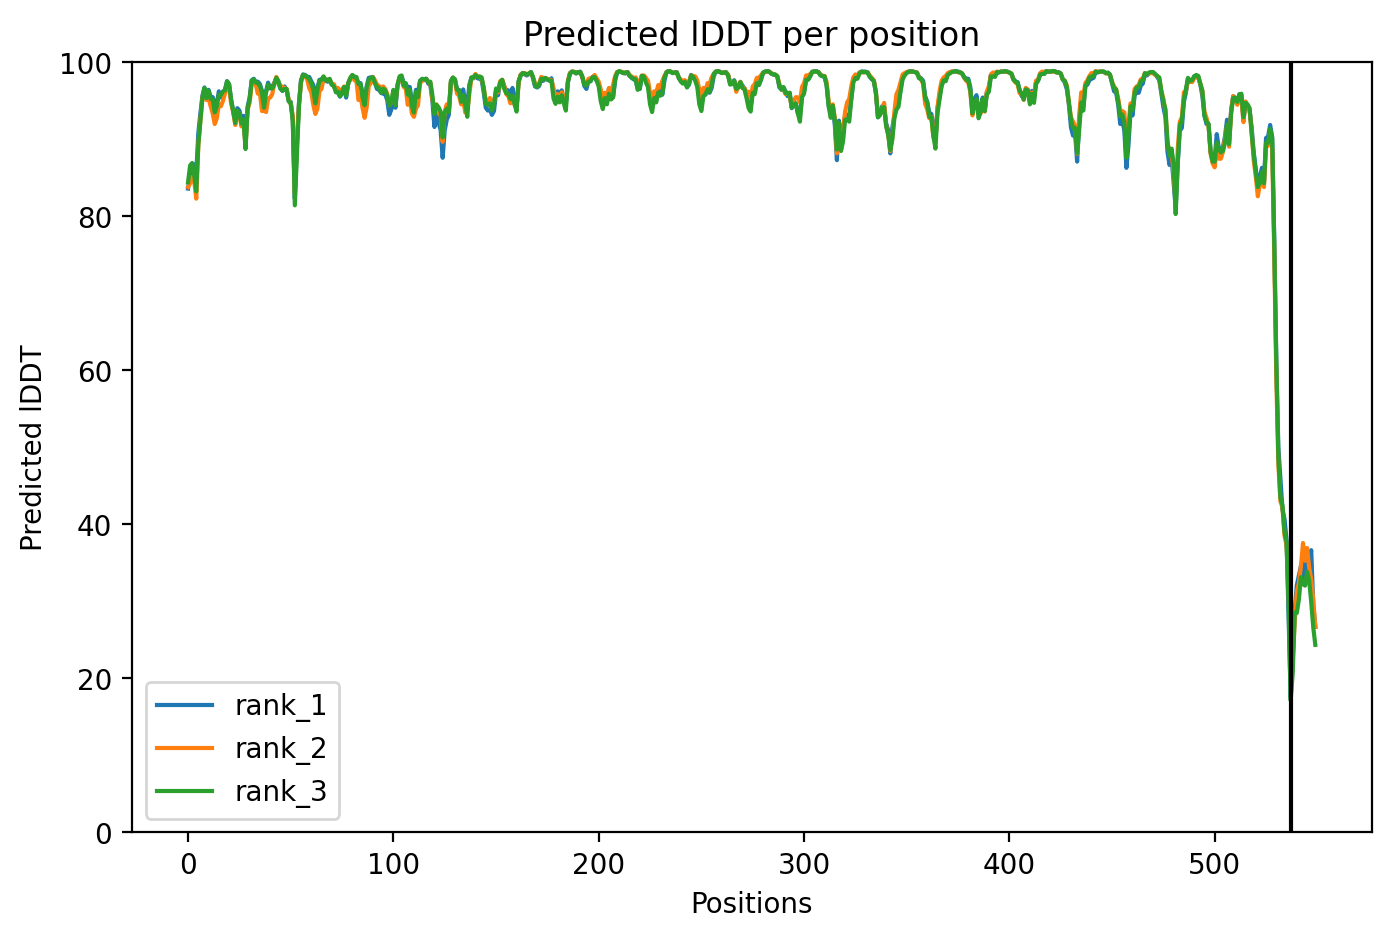 Predicted lDDT per position
100
80
60
40
20
0
Predicted lDDT
rank_1
rank_2
rank_3
0 100 200 300 400 500
Positions